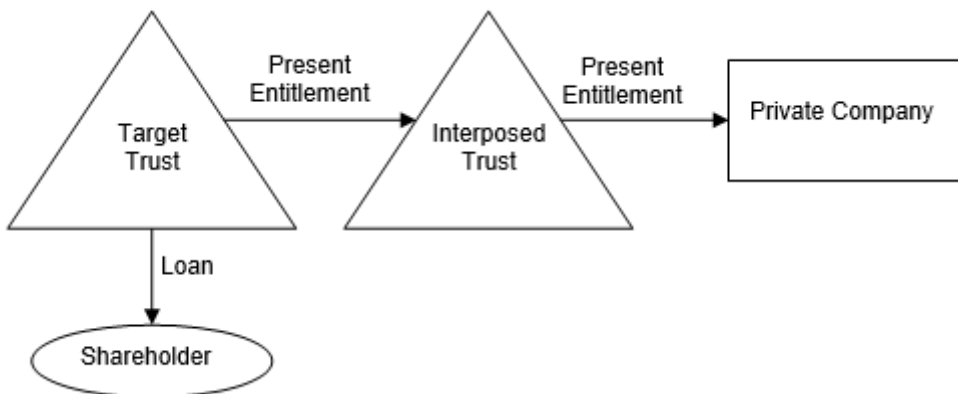 Present
Entitlement
Present
Entitlement
Target
Trust
Interposed
Trust
Private Company
Loan
Shareholder